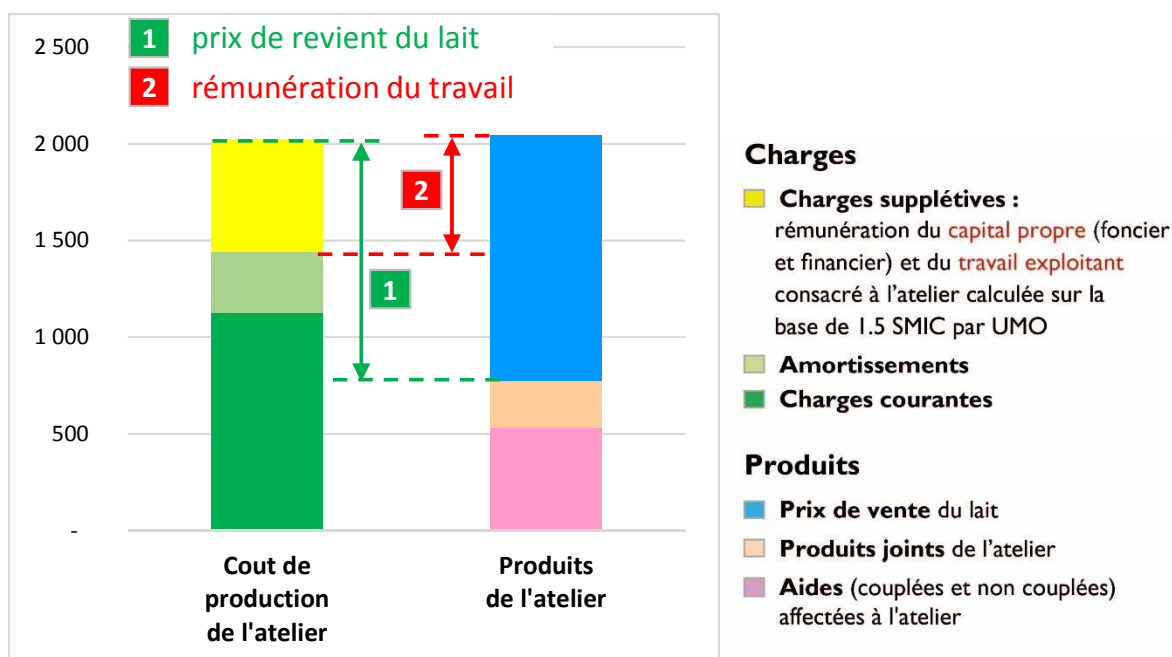 2 500
1 prix de revient du lait
2 rémunération du travail
2 000
2
1 500
1
1 000
500
-
Cout de
production
de l'atelier
Produits
de l'atelier
Charges
Charges supplétives :
rémunération du capital propre (foncier
et financier) et du travail exploitant
consacré à l'atelier calculée sur la
base de 1.5 SMIC par UMO
Amortissements
Charges courantes
Produits
Prix de vente du lait
Produits joints de l'atelier
Aides (couplées et non couplées)
affectées à l'atelier